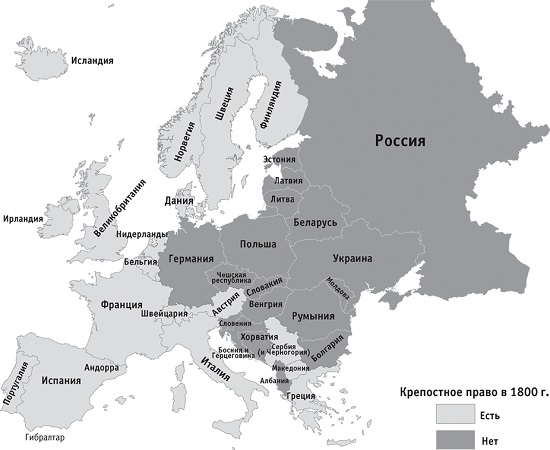 Исландия
Норвегия
Швеция
Финляндия
Россия
Эстония
Латвия
Литва
Дания
Великобритания
Ирландия
Нидерланды
Беларусь
Бельгия
Германия
Польша
Украина
Чешская
республика
Словакия
Молдова
Франция
Австрия
Венгрия
Швейцария
Румыния
Словения
Хорватия
Босния и
Герцеговина
Сербия
(и Черногория)
Болгария
Италия
Македония
Албания
Греция
Андорра
Португалия
Испания
Гибралтар
Крепостное право в 1800 г.
Есть
Нет